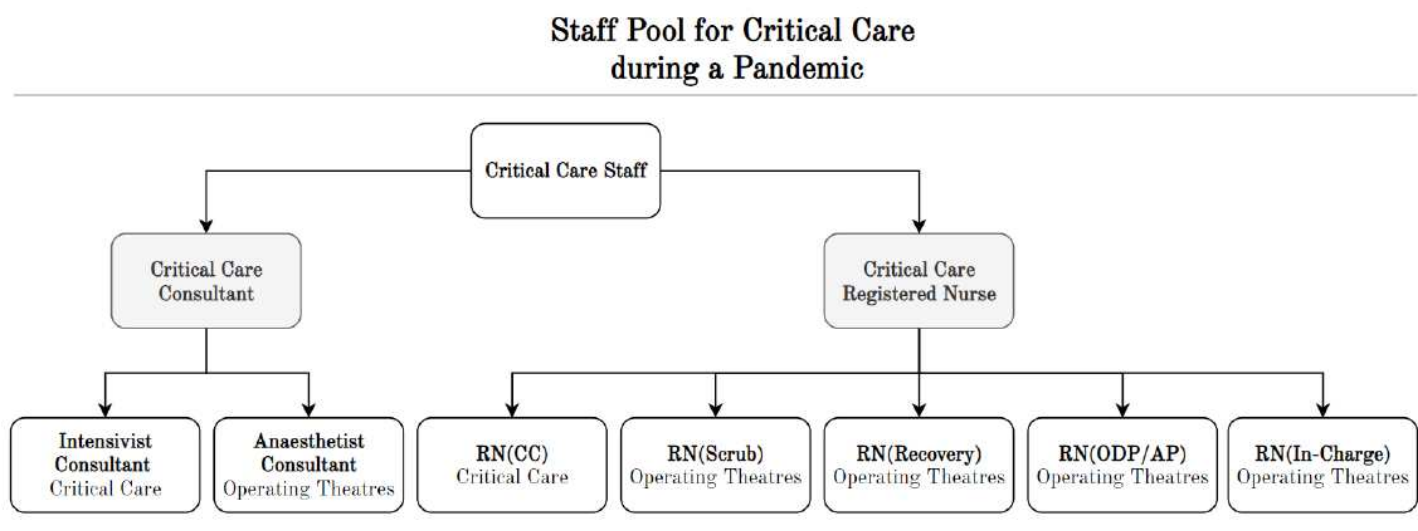 Staff Pool for Critical Care
during a Pandemic
Critical Care Staff
Critical Care
Consultant
Critical Care
Registered Nurse
Intensivist
Consultant
Critical Care
Anaesthetist
Consultant
Operating Theatres
RN(CC)
Critical Care
RN(Scrub)
Operating Theatres
RN(Recovery)
Operating Theatres
RN(ODP/AP)
Operating Theatres
RN(In-Charge)
Operating Theatres